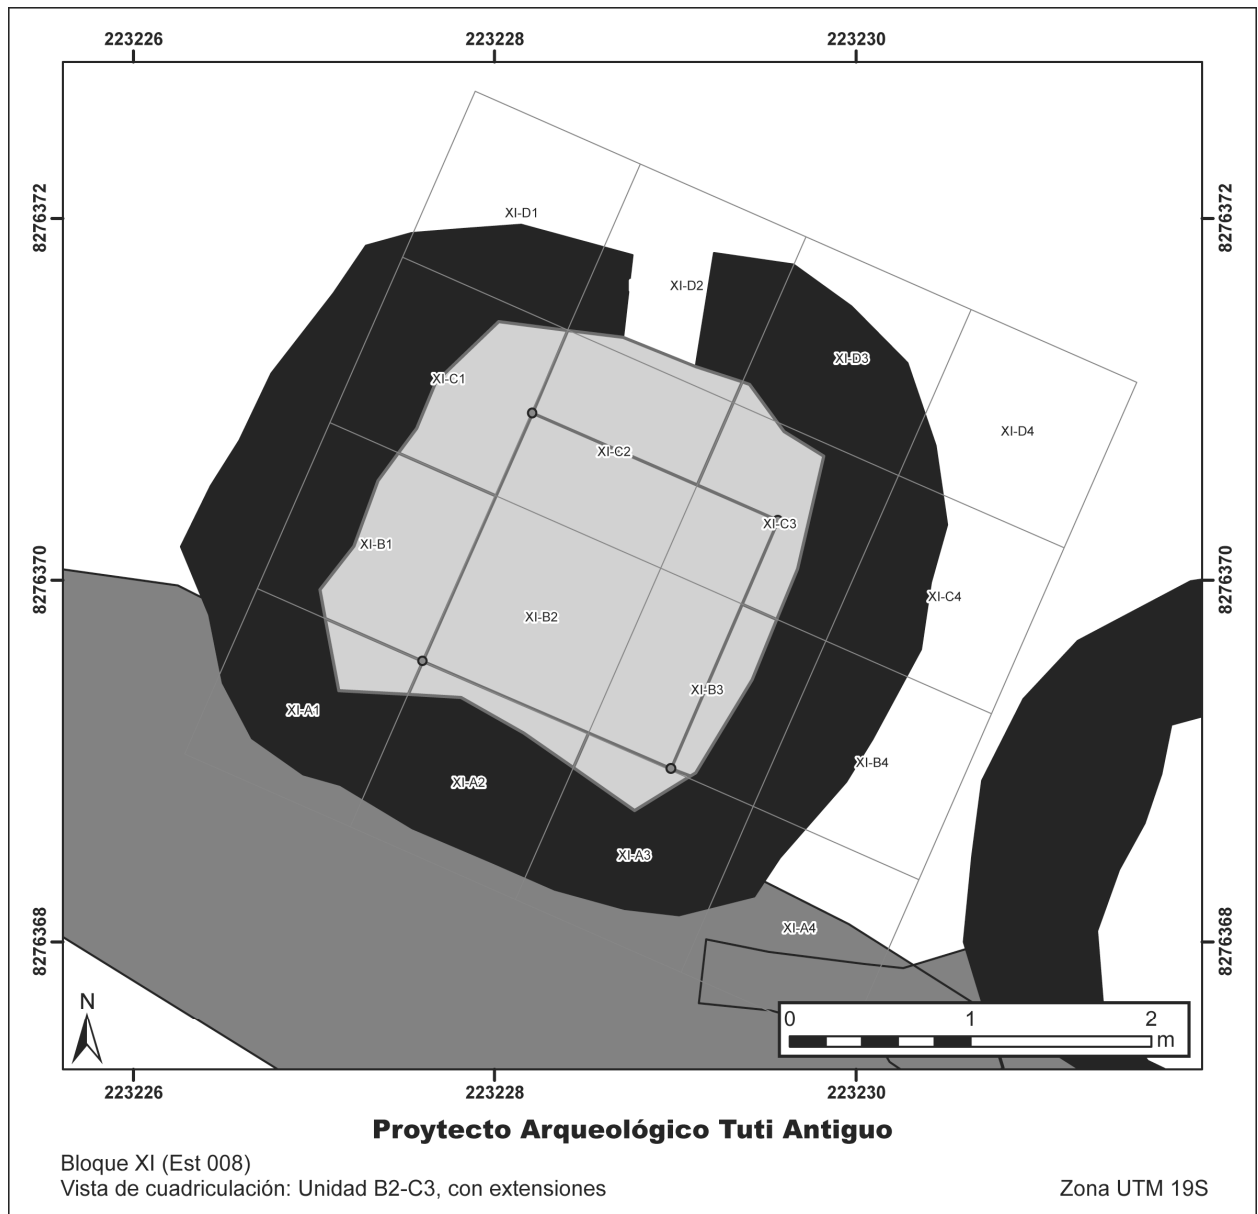 223226
223228
223230
8276372
8276372
XI-D1
XI-D2
XI-D3
XI-C1
XI-D4
XI-C2
XI-C3
XI-B1
8276370
8276370
XI-C4
XI-B2
XI-B3
XI-A1
XI-B4
XI-A2
XI-A3
XI-A4
8276368
8276368
N
0 1 2
m
223226
223228
223230
Proytecto Arqueológico Tuti Antiguo
Bloque XI (Est 008)
Vista de cuadriculación: Unidad B2-C3, con extensiones
Zona UTM 19S